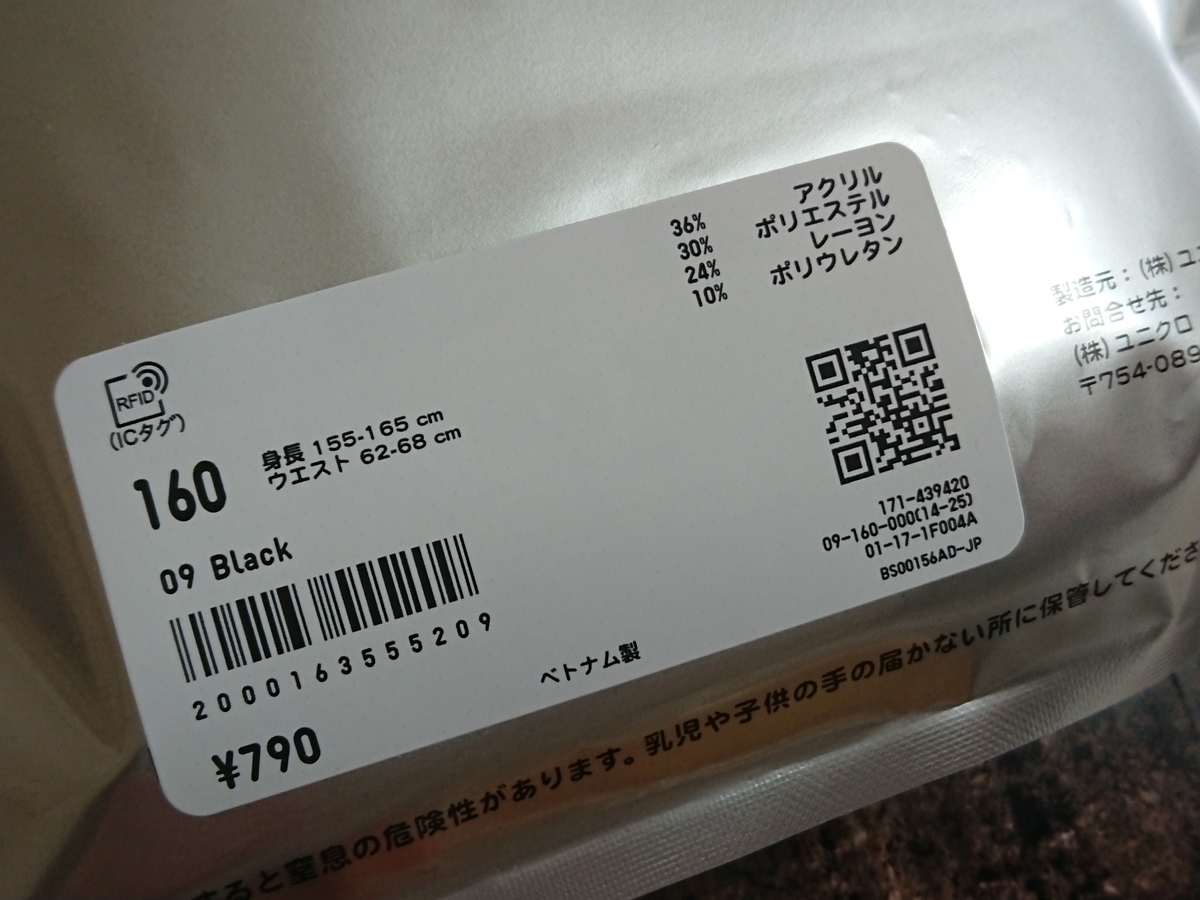 36% アクリル
30% ポリエステル
24% レーヨン
10% ポリウレタン
RFID
(ICタグ)
160
身長 155-165 cm
ウエスト 62-68 cm
09 Black
2000163555209
¥790
ベトナム製
171-439420
09-160-000(14-25)
01-17-1F004A
BS00156AD-JP
製造元：(株)ユニ
お問合せ先：
(株)ユニクロ
〒754-089
すると窒息の危険性があります。乳児や子供の手の届かない所に保管してくださ